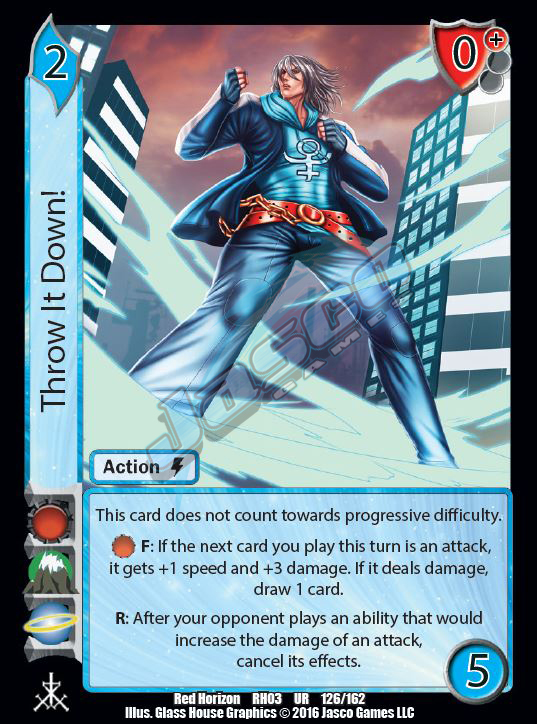 2
0
+
Throw It Down!
Jasco
GAMES
Action
This card does not count towards progressive difficulty.
F: If the next card you play this turn is an attack,
it gets +1 speed and +3 damage. If it deals damage,
draw 1 card.
R: After your opponent plays an ability that would
increase the damage of an attack,
cancel its effects.
5
Red Horizon RH03 UR 126/162
Illus. Glass House Graphics © 2016 Jasco Games LLC